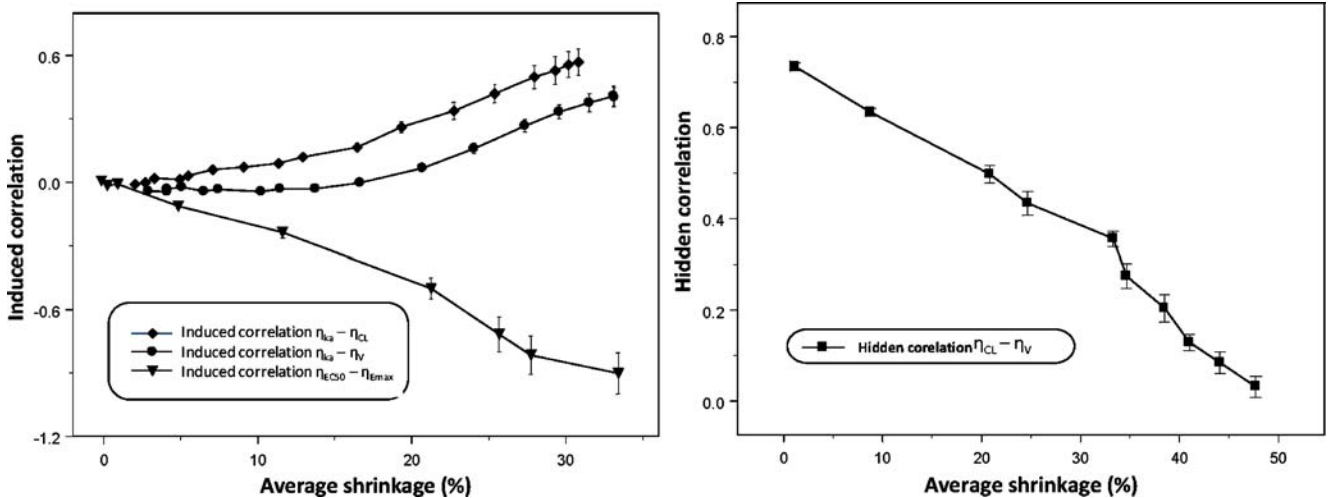 Induced correlation
0.6
0.0
-0.6
-1.2
Induced correlation ηka – ηCL
Induced correlation ηka – ηV
Induced correlation ηEC50 – ηEmax
0 10 20 30
Average shrinkage (%)
Hidden correlation
0.8
0.6
0.4
0.2
0.0
Hidden corelation ηCL – ηV
0 10 20 30 40 50
Average shrinkage (%)